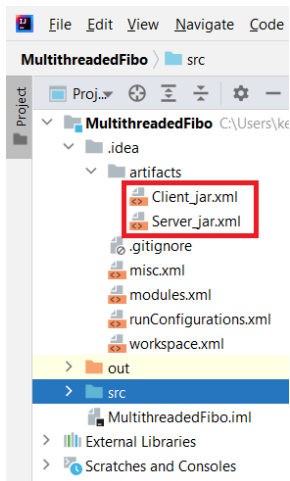 File Edit View Navigate Code
MultithreadedFibo src
Project
Proj..
MultithreadedFibo C:\Users\ke
.idea
artifacts
Client_jar.xml
Server_jar.xml
.gitignore
misc.xml
modules.xml
runConfigurations.xml
workspace.xml
out
src
MultithreadedFibo.iml
External Libraries
Scratches and Consoles